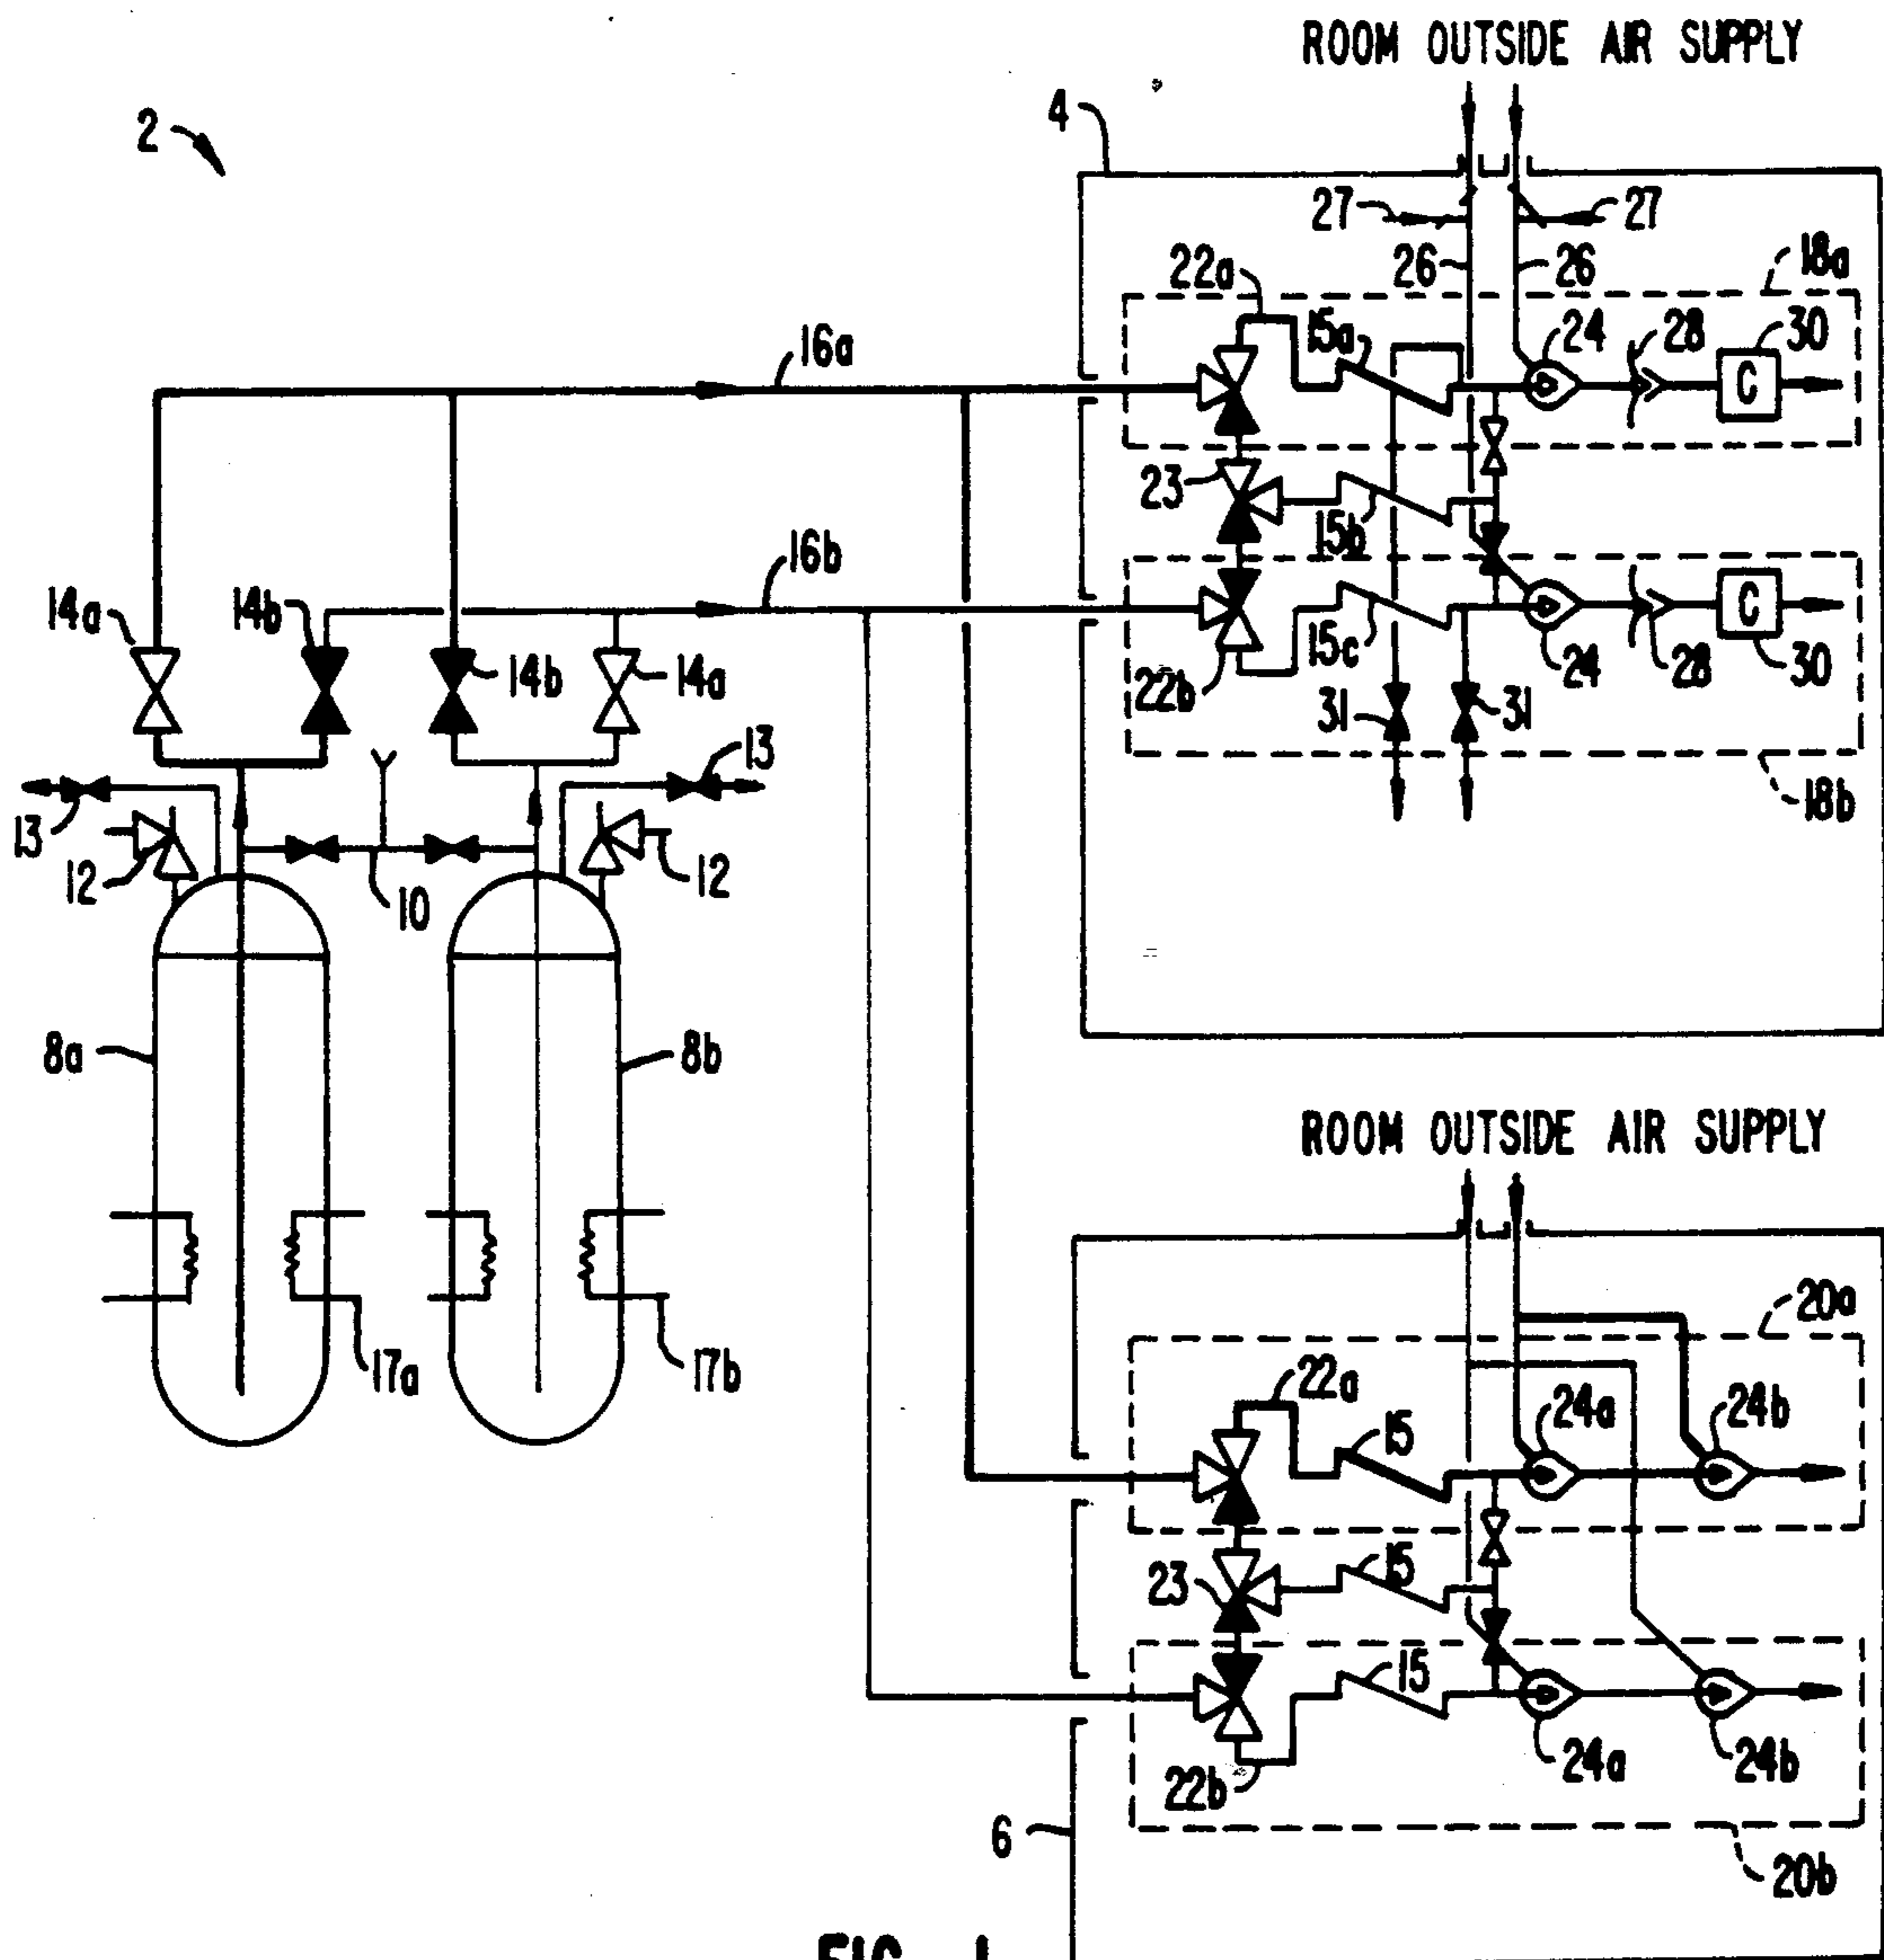 ROOM OUTSIDE AIR SUPPLY
4
2
27 27
26 26 18a
22a 15a 24 28 30
16a
C
23
15b
16b
14a 14b
14b 14a
C
15c 24 28 30
22b
31 31
13
18b
13
12 12
10
8a 8b
ROOM OUTSIDE AIR SUPPLY
20a
17a 17b
22a 15 24a 24b
23 15
15
24a 24b
22b
6
20b
FIG. 1